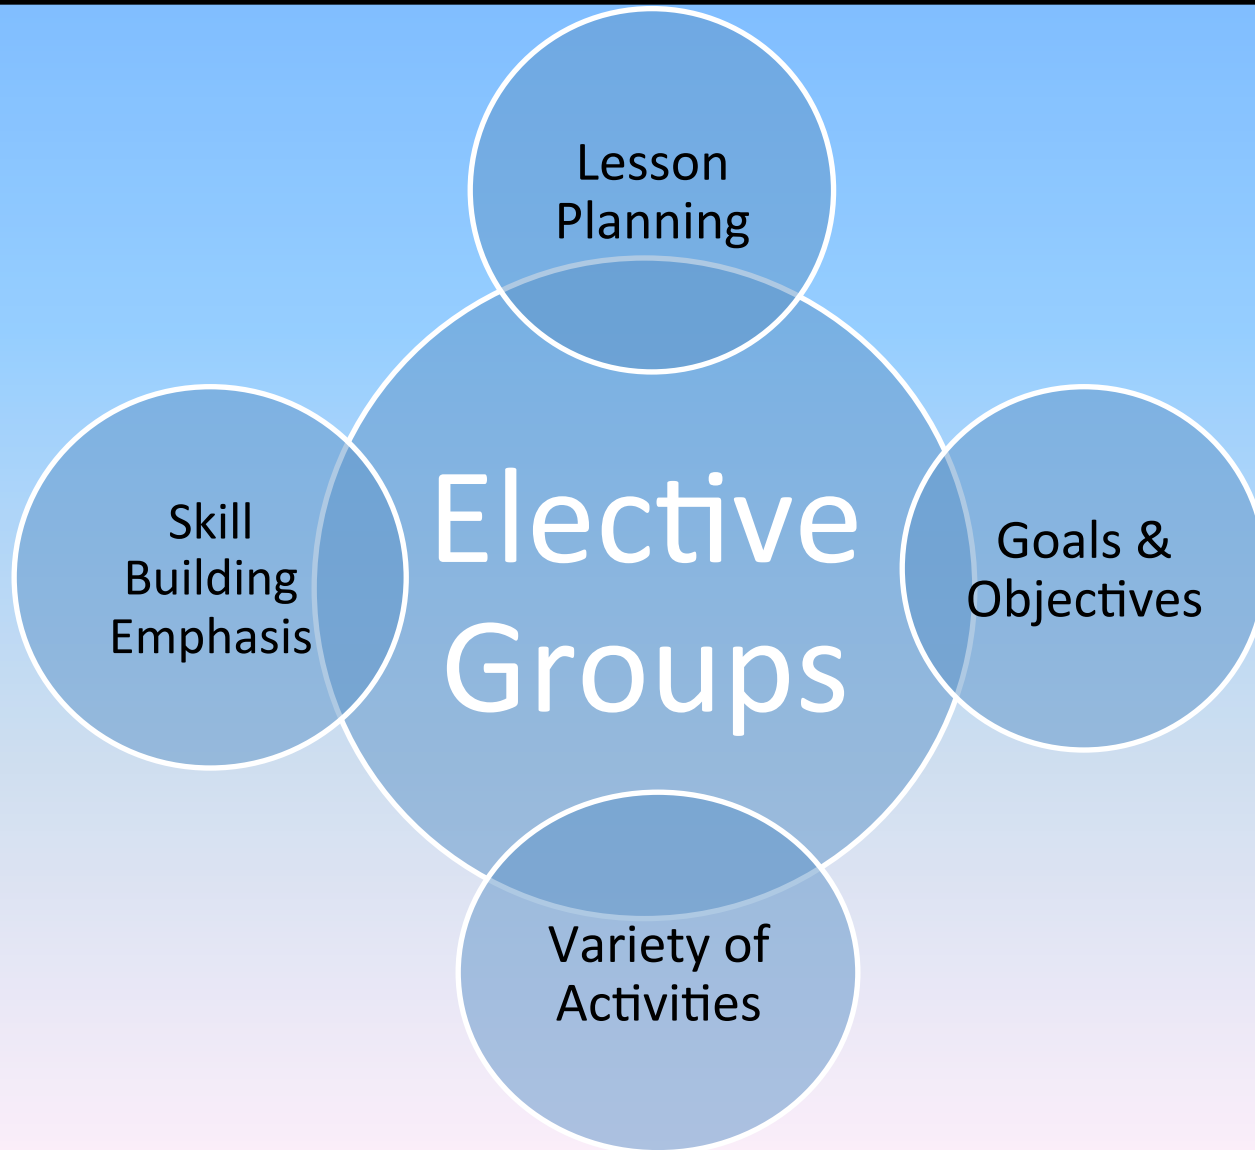 Lesson
Planning
Skill
Building
Emphasis
Elective
Groups
Goals &
Objectives
Variety of
Activities